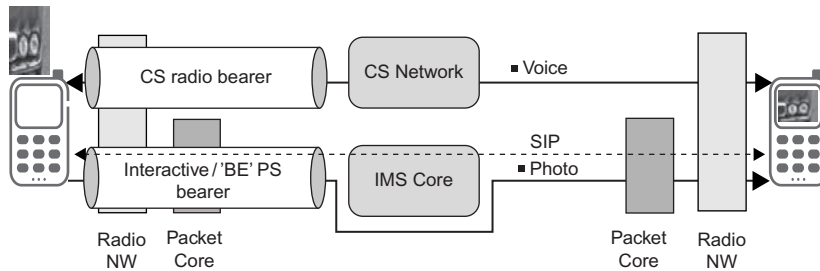 CS radio bearer
CS Network
▪ Voice
SIP
Interactive/'BE' PS
bearer
IMS Core
▪ Photo
Radio
NW
Packet
Core
Packet
Core
Radio
NW